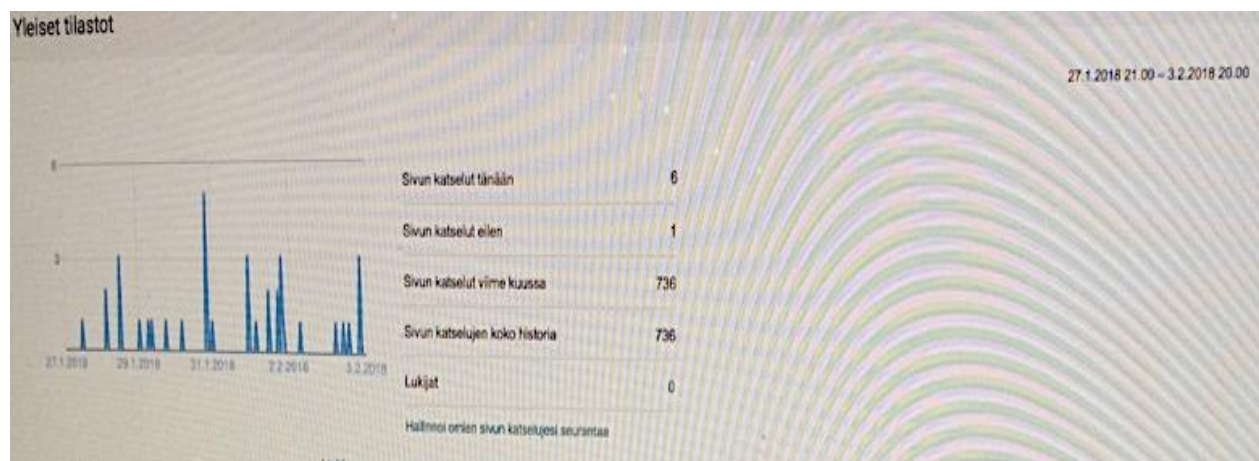 Yleiset tilastot
27.1.2018 21.00 – 3.2.2018 20.00
6
3
27.1.2018 29.1.2018 31.1.2018 2.2.2018 3.2.2018
Sivun katselut tänään 6
Sivun katselut eilen 1
Sivun katselut viime kuussa 736
Sivun katselujen koko historia 736
Lukijat 0
Hallinnoi omien sivun katselujesi seurantaa